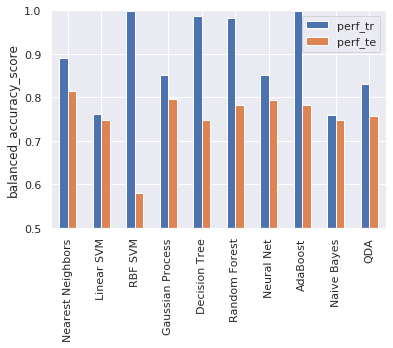 1.0
0.9
0.8
0.7
0.6
0.5
balanced_accuracy_score
perf_tr
perf_te
Nearest Neighbors
Linear SVM
RBF SVM
Gaussian Process
Decision Tree
Random Forest
Neural Net
AdaBoost
Naive Bayes
QDA